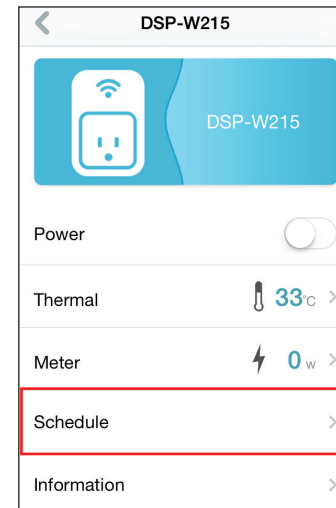 DSP-W215
DSP-W215
Power
Thermal 33°C
Meter 0 w
Schedule
Information